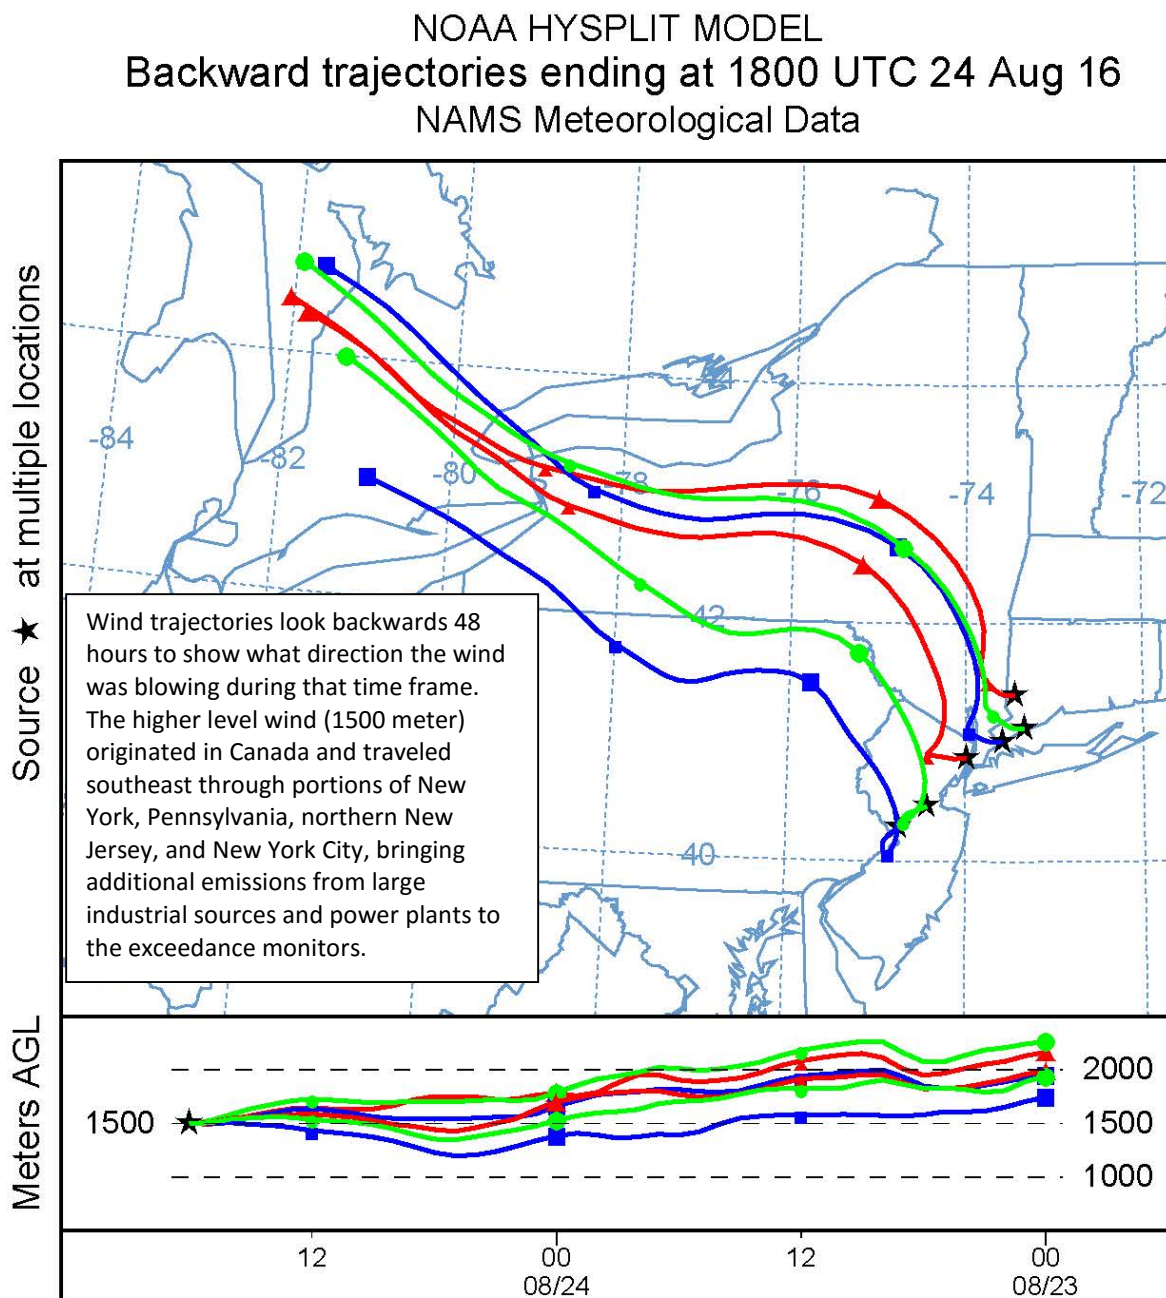 NOAA HYSPLIT MODEL
Backward trajectories ending at 1800 UTC 24 Aug 16
NAMS Meteorological Data
Source ★ at multiple locations
44
-84
-82
-80
-78
-76
-74
-72
42
40
Wind trajectories look backwards 48
hours to show what direction the wind
was blowing during that time frame.
The higher level wind (1500 meter)
originated in Canada and traveled
southeast through portions of New
York, Pennsylvania, northern New
Jersey, and New York City, bringing
additional emissions from large
industrial sources and power plants to
the exceedance monitors.
Meters AGL
1500
2000
1500
1000
12
00
12
00
08/24
08/23